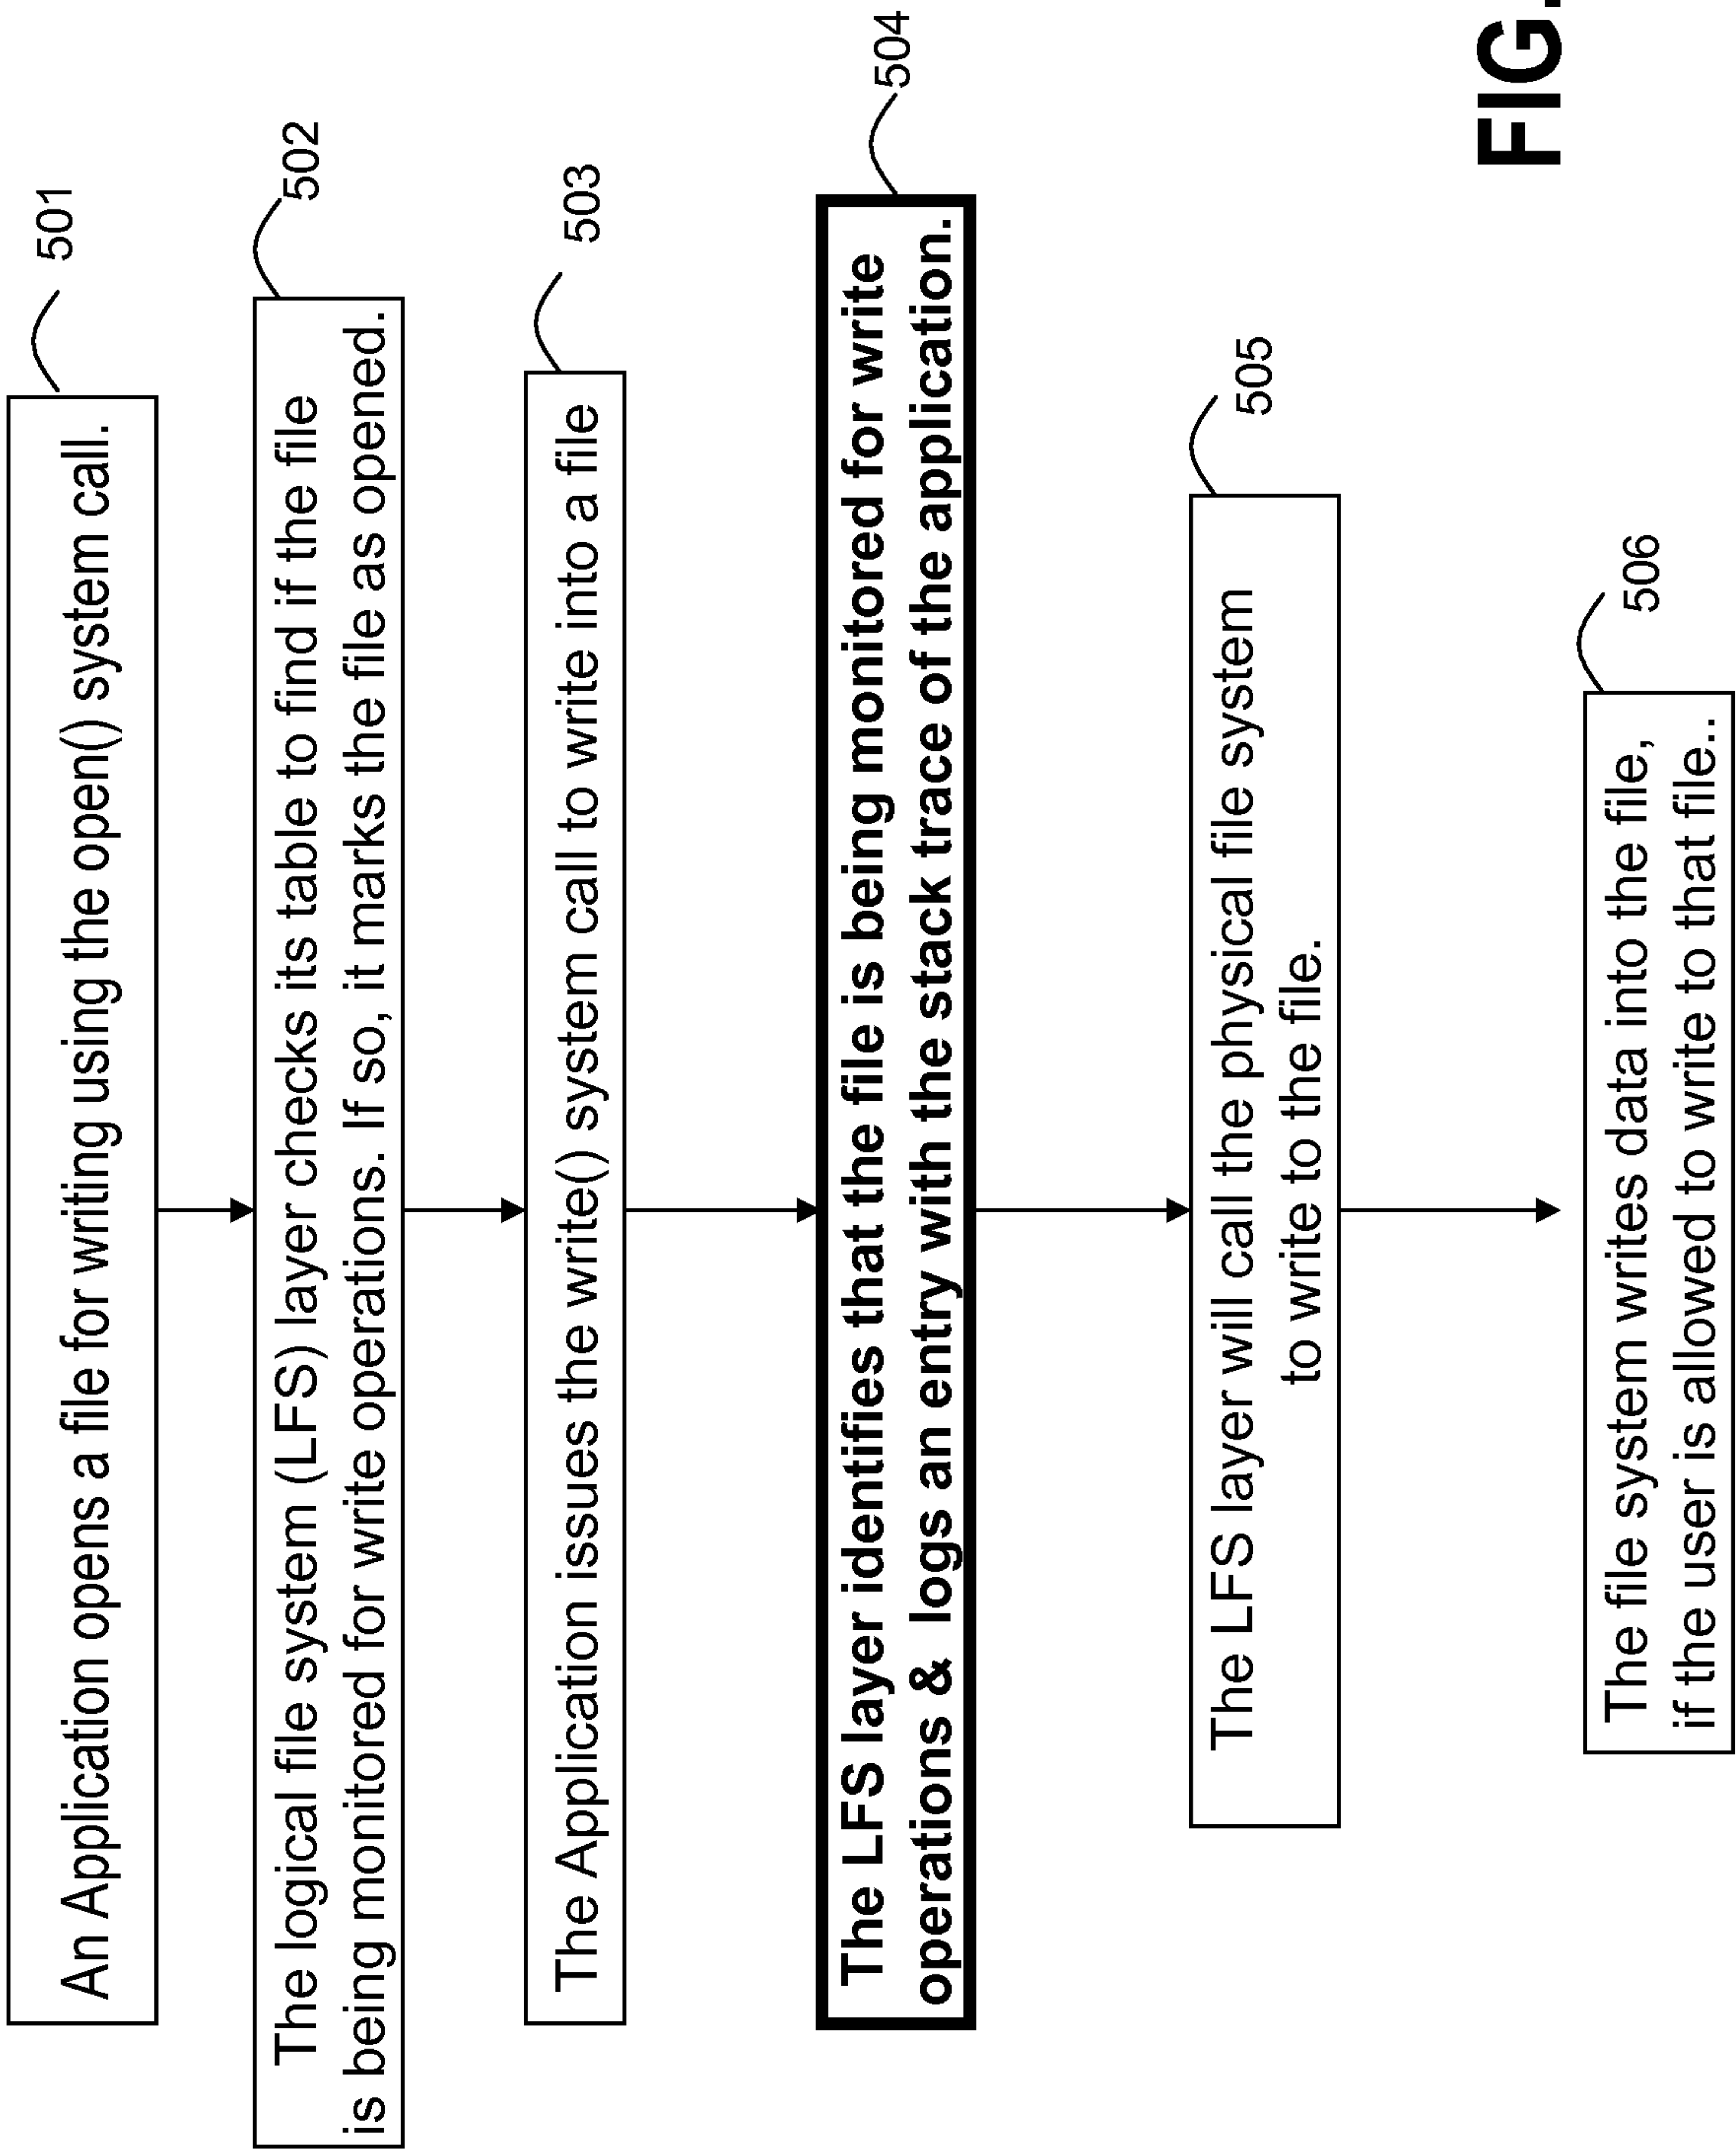 501
An Application opens a file for writing using the open() system call.
502
The logical file system (LFS) layer checks its table to find if the file
is being monitored for write operations. If so, it marks the file as opened.
503
The Application issues the write() system call to write into a file
504
The LFS layer identifies that the file is being monitored for write
operations & logs an entry with the stack trace of the application.
505
The LFS layer will call the physical file system
to write to the file.
506
The file system writes data into the file,
if the user is allowed to write to that file..
FIG.